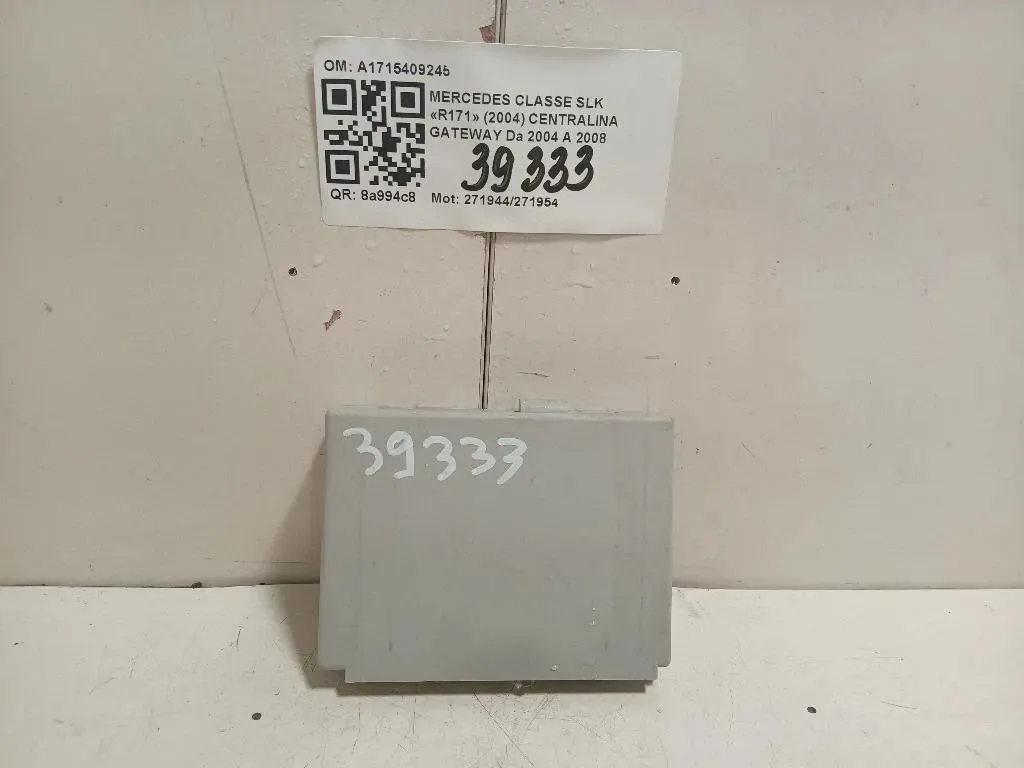 OM: A1715409245
MERCEDES CLASSE SLK
«R171» (2004) CENTRALINA
GATEWAY Da 2004 A 2008
39 333
QR: 8a994c8 Mot: 271944/271954
39333